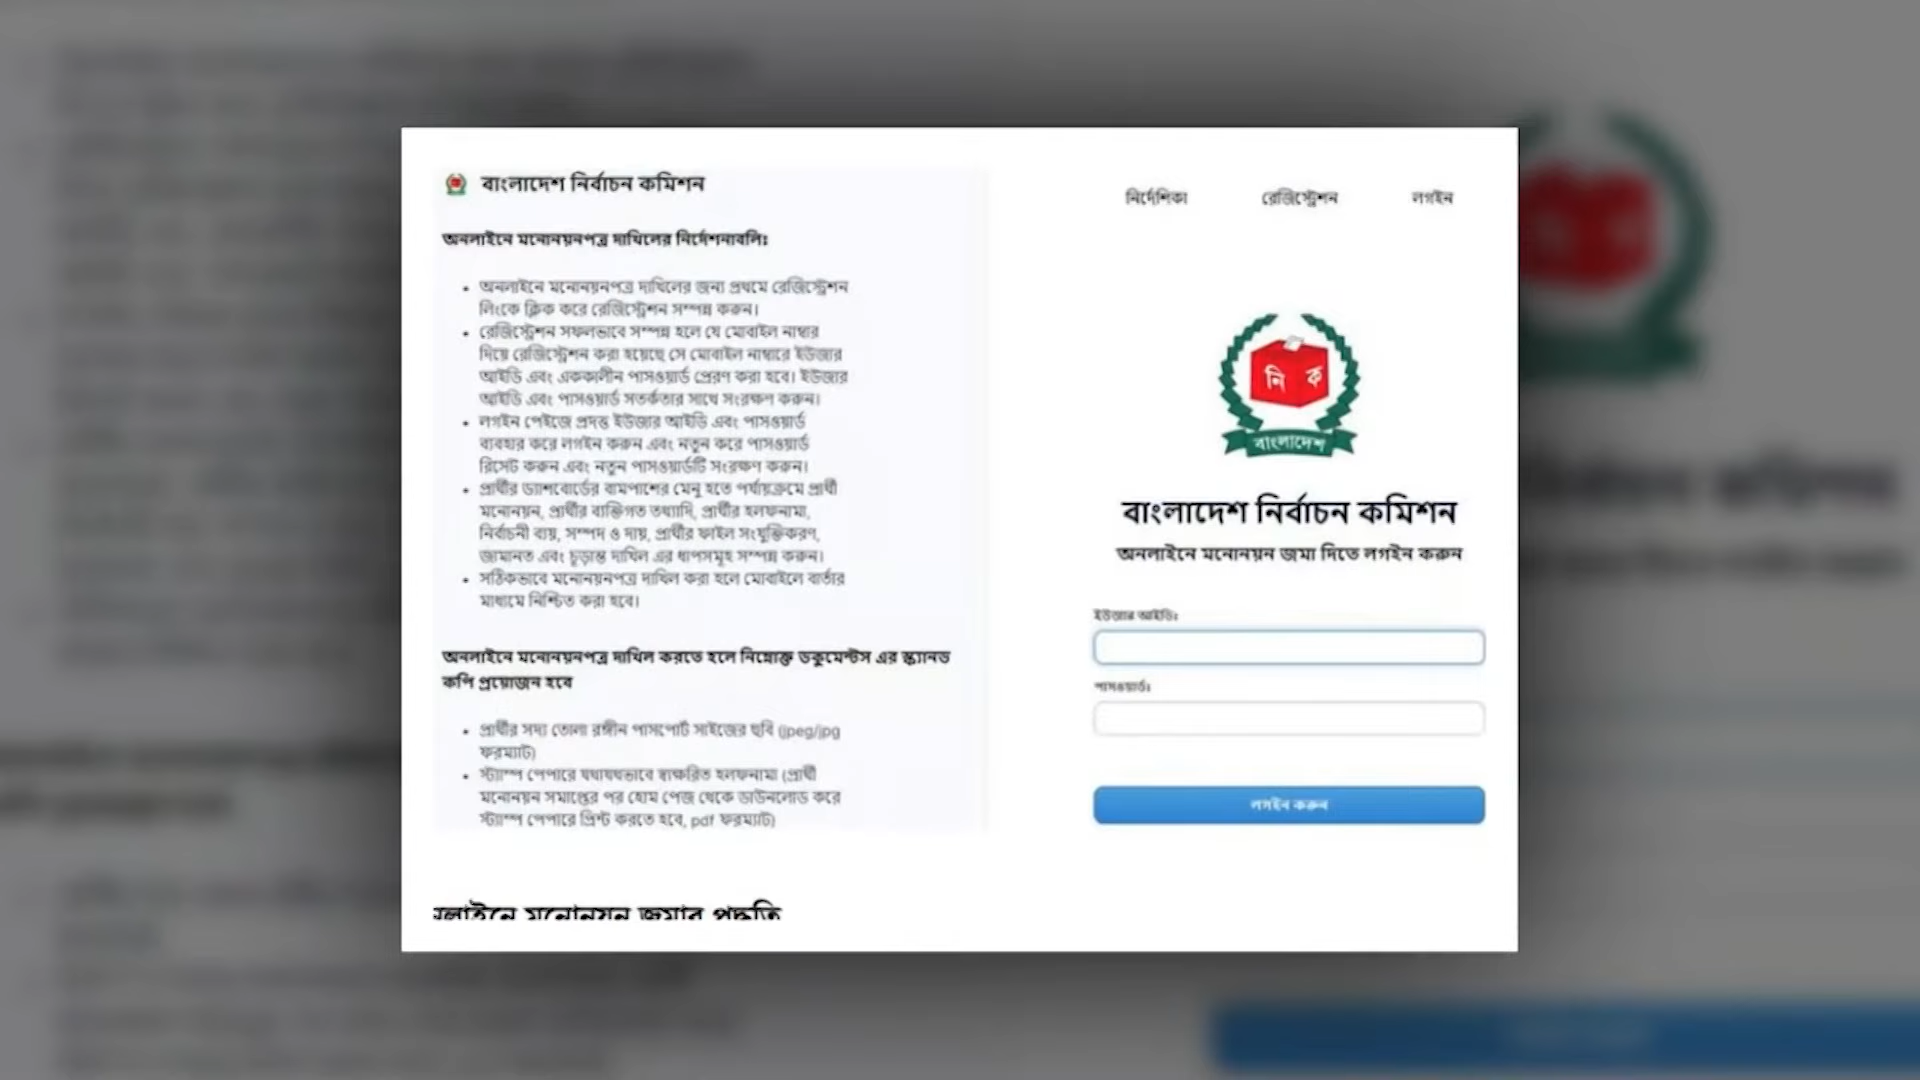 বাংলাদেশ নির্বাচন কমিশন
অনলাইনে মনোনয়নপত্র দাখিলের নির্দেশনাবলিঃ
• অনলাইনে মনোনয়নপত্র দাখিলের জন্য প্রথমে রেজিস্ট্রেশন
লিংকে ক্লিক করে রেজিস্ট্রেশন সম্পন্ন করুন।
• রেজিস্ট্রেশন সফলভাবে সম্পন্ন হলে যে মোবাইল নাম্বার
দিয়ে রেজিস্ট্রেশন করা হয়েছে সে মোবাইল নাম্বারে ইউজার
আইডি এবং এককালীন পাসওয়ার্ড প্রেরণ করা হবে। ইউজার
আইডি এবং পাসওয়ার্ড সতর্কতার সাথে সংরক্ষণ করুন।
• লগইন পেইজে প্রদত্ত ইউজার আইডি এবং পাসওয়ার্ড
ব্যবহার করে লগইন করুন এবং নতুন করে পাসওয়ার্ড
রিসেট করুন এবং নতুন পাসওয়ার্ডটি সংরক্ষণ করুন।
• প্রার্থীর ড্যাশবোর্ডের বামপাশের মেনু হতে পর্যায়ক্রমে প্রার্থী
মনোনয়ন, প্রার্থীর ব্যক্তিগত তথ্যাদি, প্রার্থীর হলফনামা,
নির্বাচনী ব্যয়, সম্পদ ও দায়, প্রার্থীর ফাইল সংযুক্তিকরণ,
জামানত এবং চূড়ান্ত দাখিল এর ধাপসমূহ সম্পন্ন করুন।
• সঠিকভাবে মনোনয়নপত্র দাখিল করা হলে মোবাইলে বার্তার
মাধ্যমে নিশ্চিত করা হবে।
অনলাইনে মনোনয়নপত্র দাখিল করতে হলে নিম্নোক্ত ডকুমেন্টস এর স্ক্যানড
কপি প্রয়োজন হবে
• প্রার্থীর সদ্য তোলা রঙ্গীন পাসপোর্ট সাইজের ছবি (jpeg/jpg
ফরম্যাট)
• স্ট্যাম্প পেপারে যথাযথভাবে স্বাক্ষরিত হলফনামা (প্রার্থী
মনোনয়ন সমাপ্তের পর হোম পেজ থেকে ডাউনলোড করে
স্ট্যাম্প পেপারে প্রিন্ট করতে হবে, pdf ফরম্যাট)
নলাইনে মনোনয়ন জমার পদ্ধতি
নির্দেশিকা রেজিস্ট্রেশন লগইন
নি ক
বাংলাদেশ
বাংলাদেশ নির্বাচন কমিশন
অনলাইনে মনোনয়ন জমা দিতে লগইন করুন
ইউজার আইডিঃ
পাসওয়ার্ডঃ
লগইন করুন